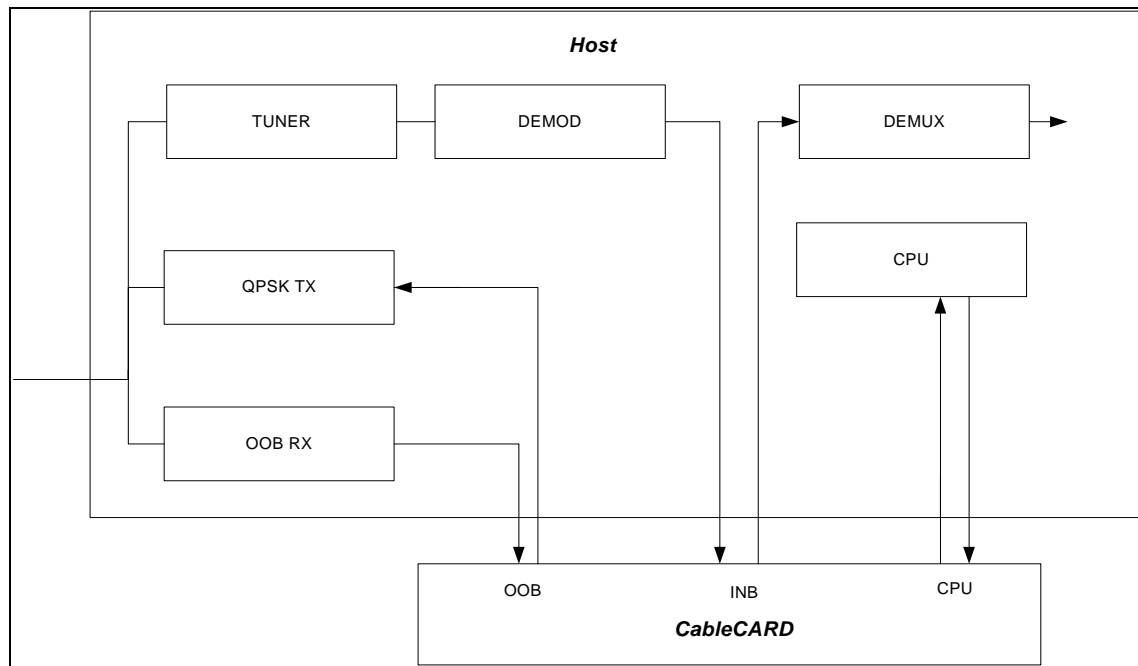 Host
TUNER
DEMOD
DEMUX
QPSK TX
CPU
OOB RX
OOB
INB
CPU
CableCARD